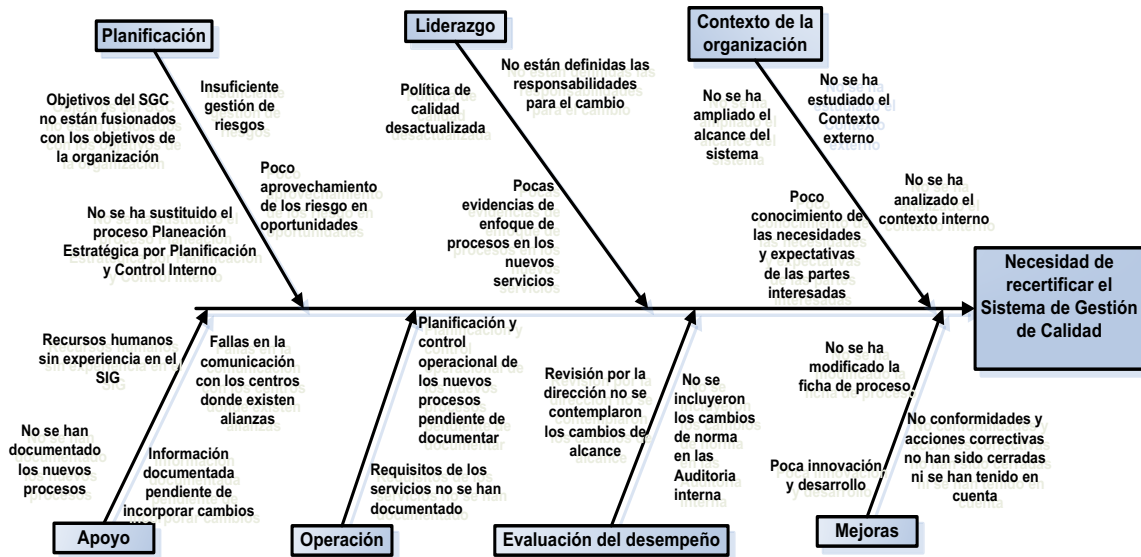 Planificación
Liderazgo
Contexto de la
organización
Objetivos del SGC
no están fusionados
con los objetivos de
la organización
Insuficiente
gestión de
riesgos
Poco
aprovechamiento
de los riesgo en
oportunidades
No se ha sustituido el
proceso Planeación
Estratégica por Planificación
y Control Interno
Política de
calidad
desactualizada
No están definidas las
responsabilidades
para el cambio
Pocas
evidencias de
enfoque de
procesos en los
nuevos
servicios
No se ha
ampliado el
alcance del
sistema
No se ha
estudiado el
Contexto
externo
Poco
conocimiento de
las necesidades
y expectativas
de las partes
interesadas
No se ha
analizado el
contexto interno
Necesidad de
recertificar el
Sistema de Gestión
de Calidad
Recursos humanos
sin experiencia en el
SIG
Fallas en la
comunicación
con los centros
donde existen
alianzas
No se han
documentado
los nuevos
procesos
Información
documentada
pendiente de
incorporar cambios
Planificación y
control
operacional de
los nuevos
procesos
pendiente de
documentar
Requisitos de los
servicios no se han
documentado
Revisión por la
dirección no se
contemplaron
los cambios de
alcance
No se
incluyeron
los cambios
de norma
en las
Auditoria
interna
No se ha
modificado la
ficha de proceso
Poca innovación
y desarrollo
No conformidades y
acciones correctivas
no han sido cerradas
ni se han tenido en
cuenta
Apoyo
Operación
Evaluación del desempeño
Mejoras